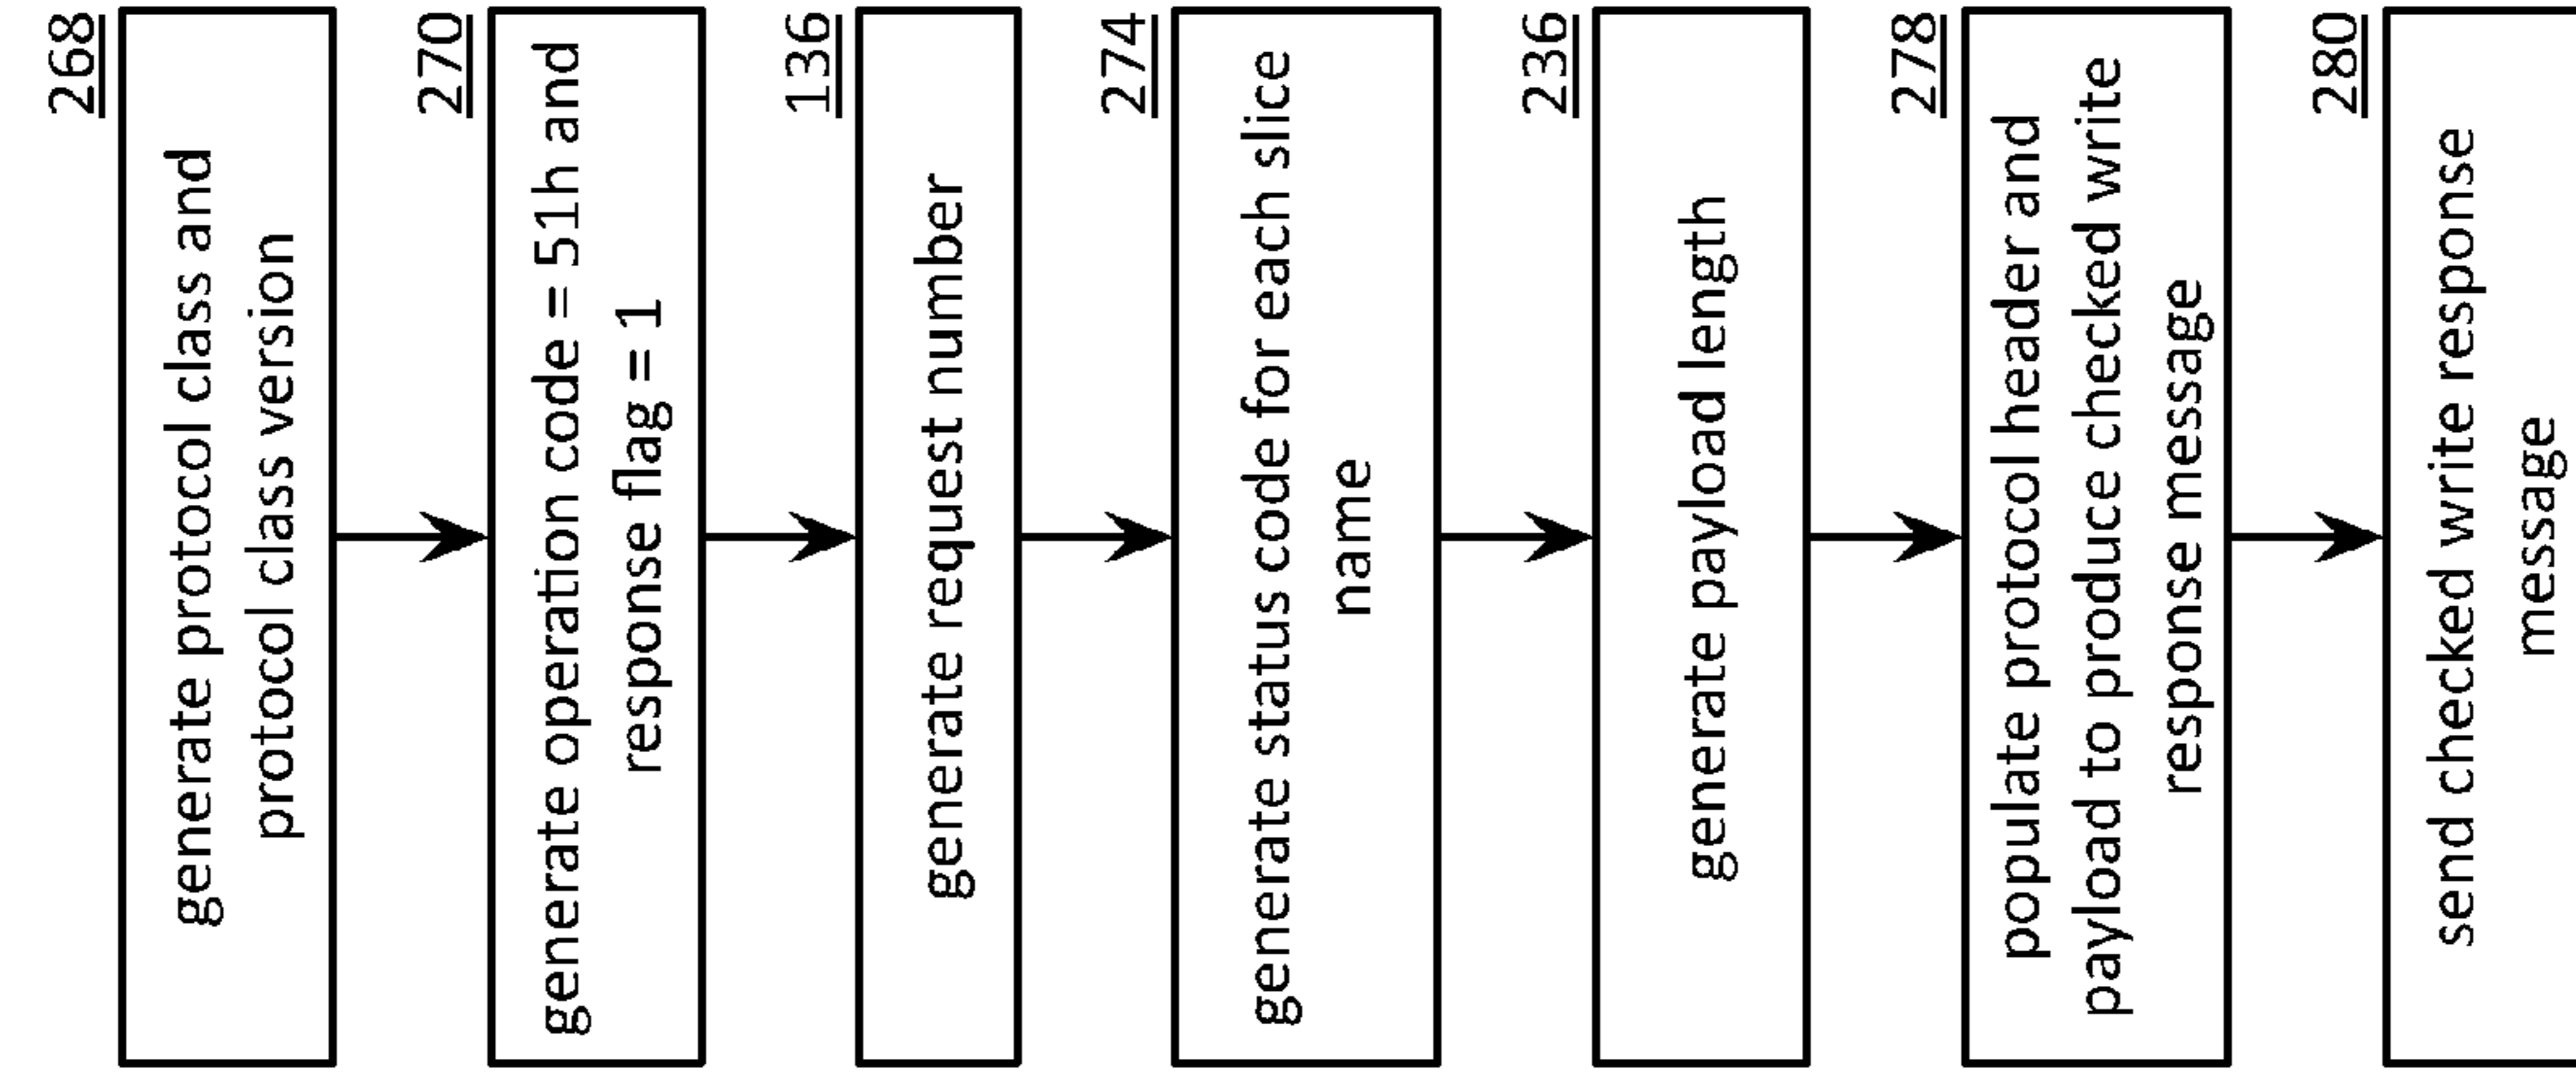 268
generate protocol class and
protocol class version
270
generate operation code = 51h and
response flag = 1
136
generate request number
274
generate status code for each slice
name
236
generate payload length
278
populate protocol header and
payload to produce checked write
response message
280
send checked write response
message